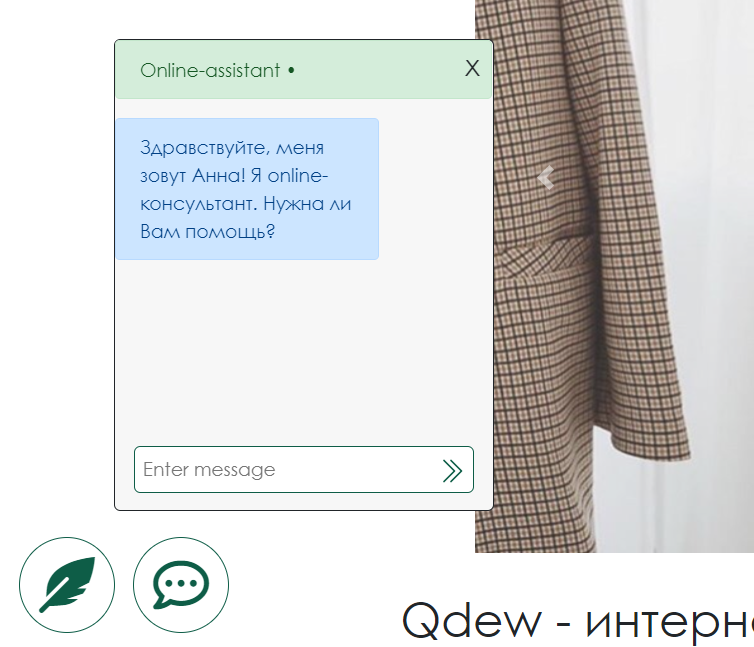 Online-assistant •
X
Здравствуйте, меня
зовут Анна! Я online-
консультант. Нужна ли
Вам помощь?
Enter message
Qdew - интерн